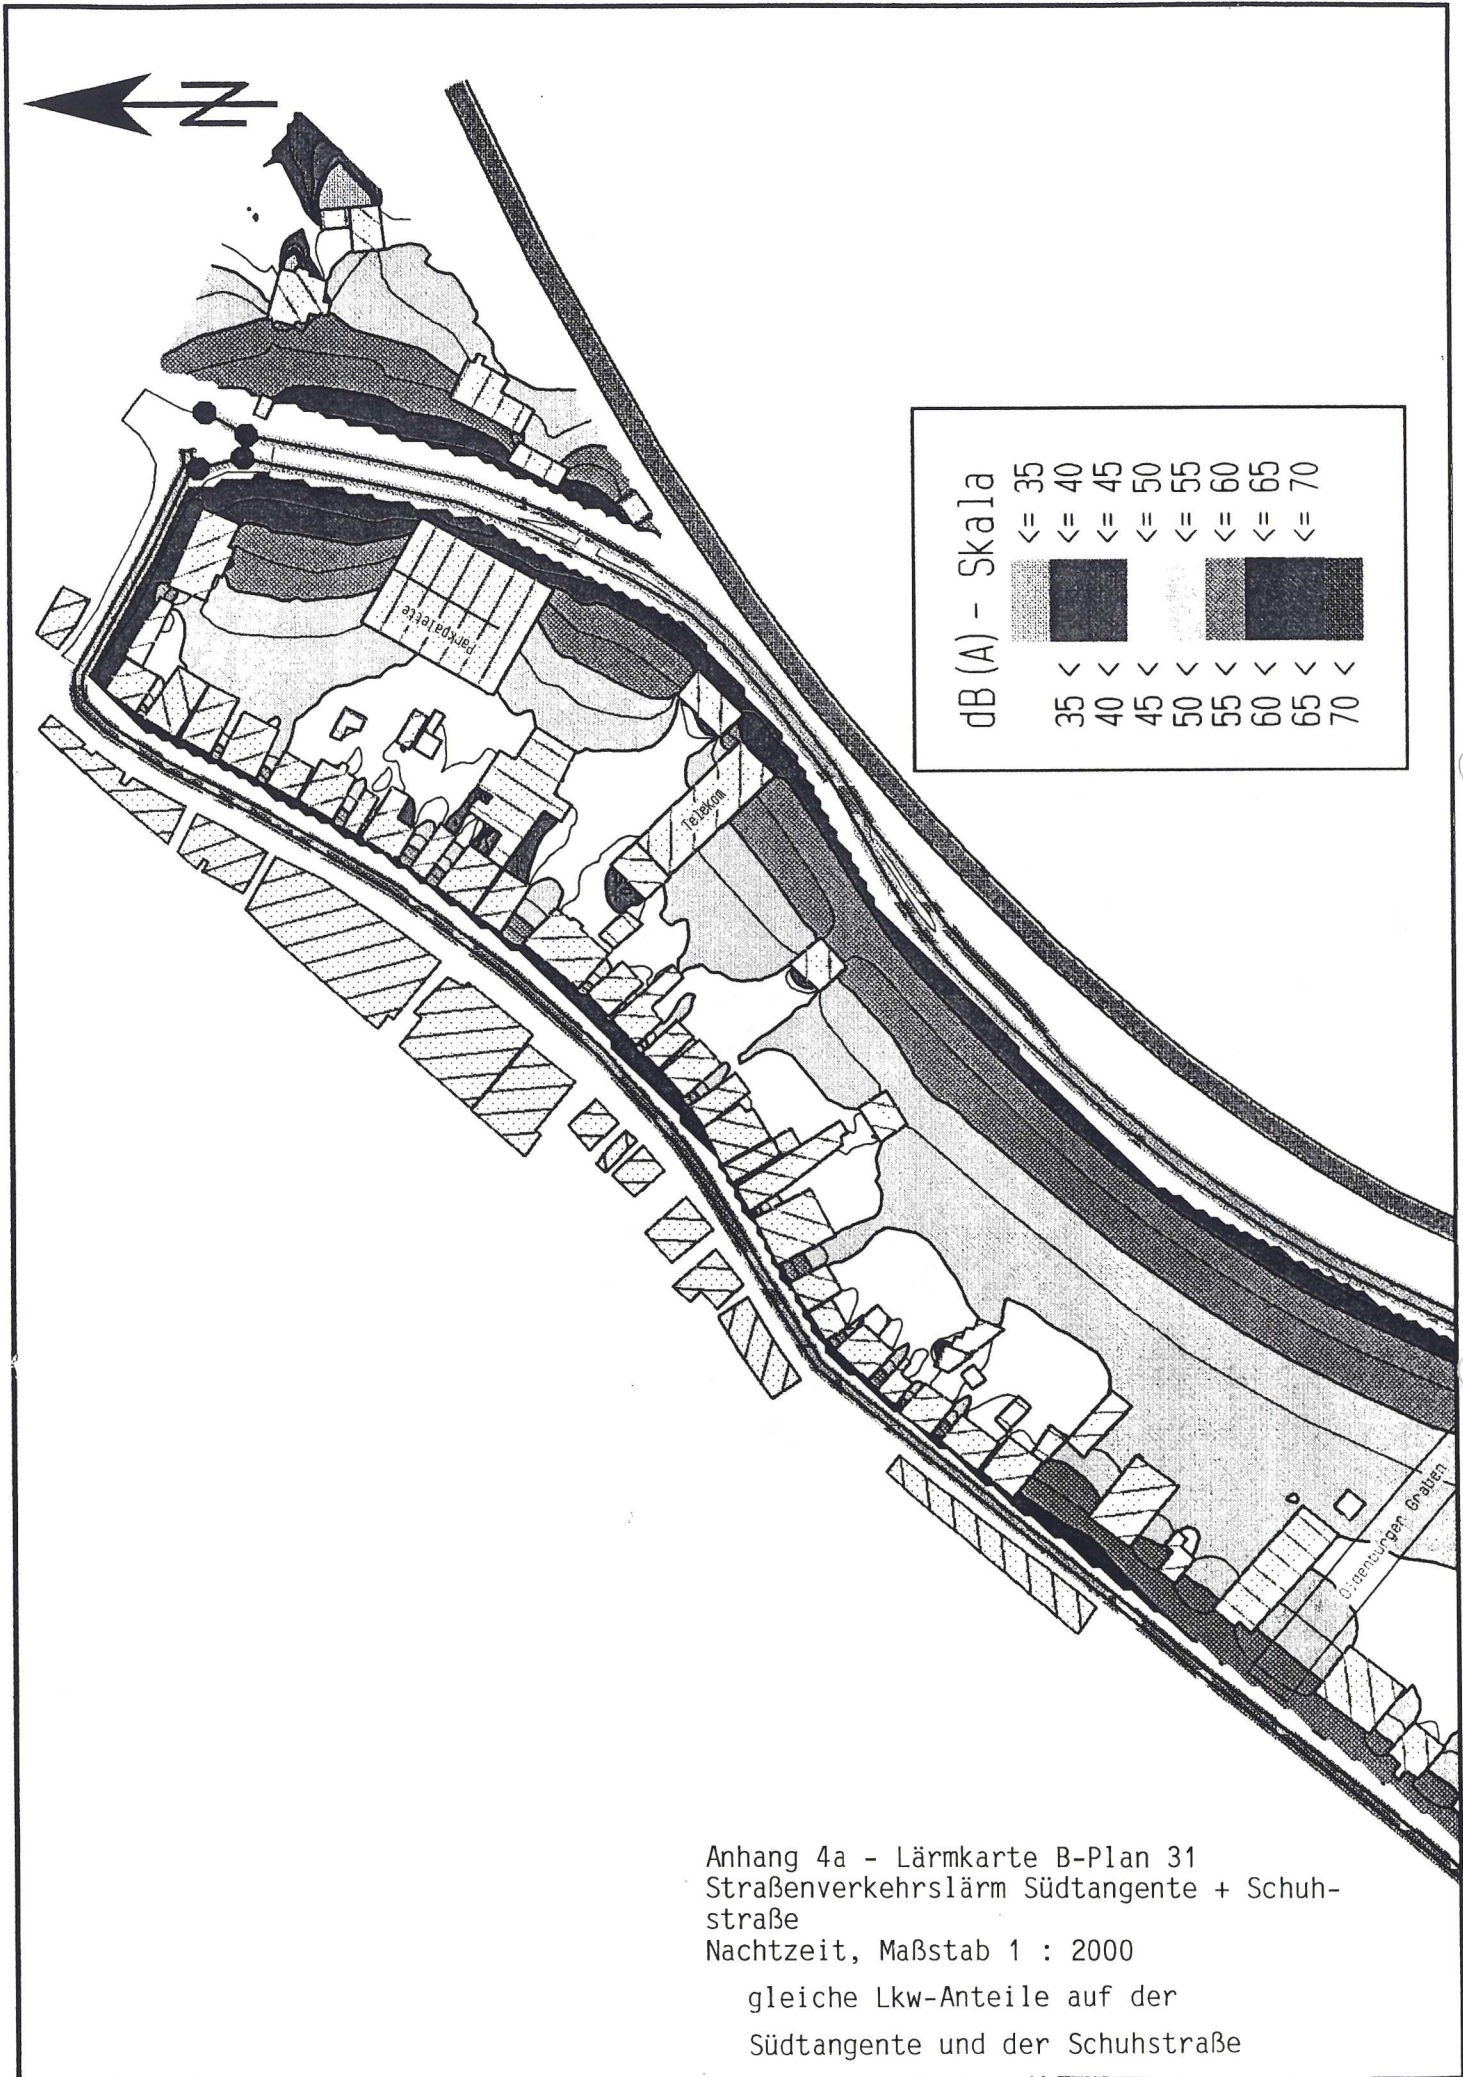 N
dB(A) - Skala
<= 35
35 < <= 40
40 < <= 45
45 < <= 50
50 < <= 55
55 < <= 60
60 < <= 65
65 < <= 70
70 <
Parkpalette
Telekom
Oldenburger Graben
Anhang 4a - Lärmkarte B-Plan 31
Straßenverkehrslärm Südtangente + Schuh-
straße
Nachtzeit, Maßstab 1 : 2000
gleiche Lkw-Anteile auf der
Südtangente und der Schuhstraße